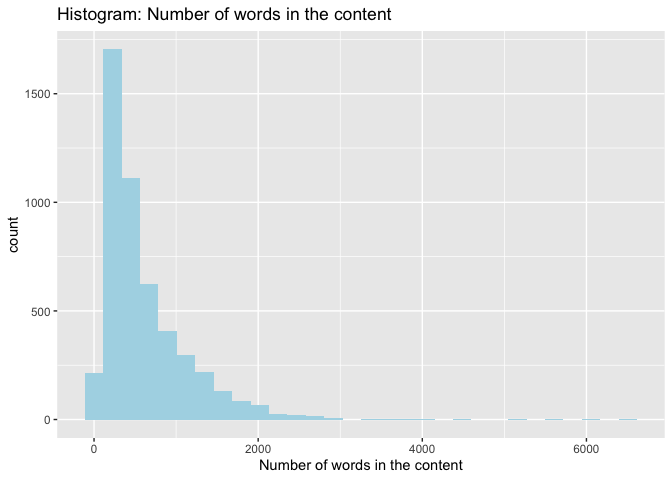 Histogram: Number of words in the content
1500
1000
500
0
count
0 2000 4000 6000
Number of words in the content